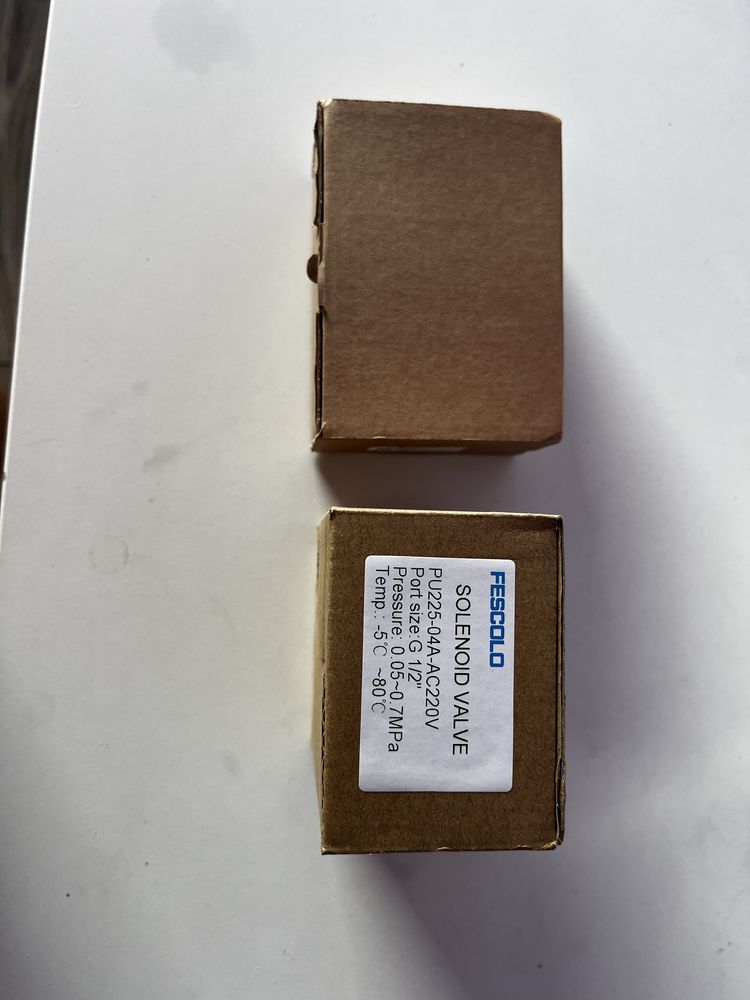 FESCOLO
SOLENOID VALVE
PU225-04A-AC220V
Port size:G 1/2"
Pressure: 0.05~0.7MPa
Temp.: -5℃ ~80℃